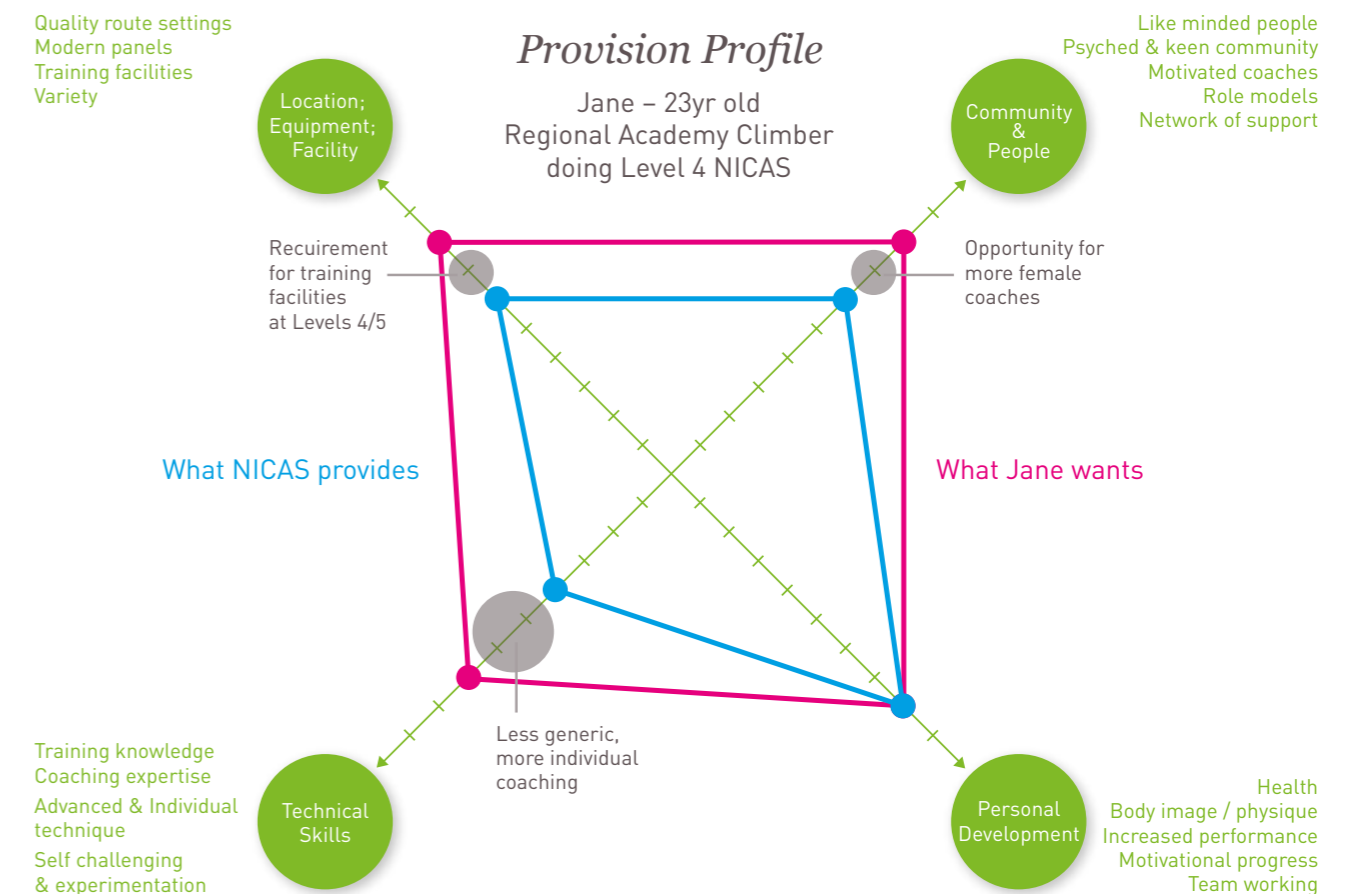 Quality route settings
Modern panels
Training facilities
Variety
Provision Profile
Jane – 23yr old
Regional Academy Climber
doing Level 4 NICAS
Like minded people
Psyched & keen community
Motivated coaches
Role models
Network of support
Location;
Equipment;
Facility
Community
&
People
Recuirement
for training
facilities
at Levels 4/5
Opportunity for
more female
coaches
What NICAS provides
What Jane wants
Less generic,
more individual
coaching
Training knowledge
Coaching expertise
Advanced & Individual
technique
Self challenging
& experimentation
Technical
Skills
Personal
Development
Health
Body image / physique
Increased performance
Motivational progress
Team working